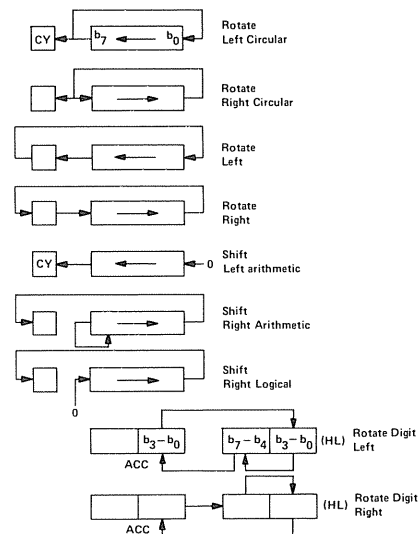 CY b7 b0 Rotate
Left Circular
Rotate
Right Circular
Rotate
Left
Rotate
Right
CY 0 Shift
Left arithmetic
Shift
Right Arithmetic
Shift
Right Logical
0
b3-b0 b7-b4 b3-b0 (HL) Rotate Digit
Left
ACC
(HL) Rotate Digit
Right
ACC